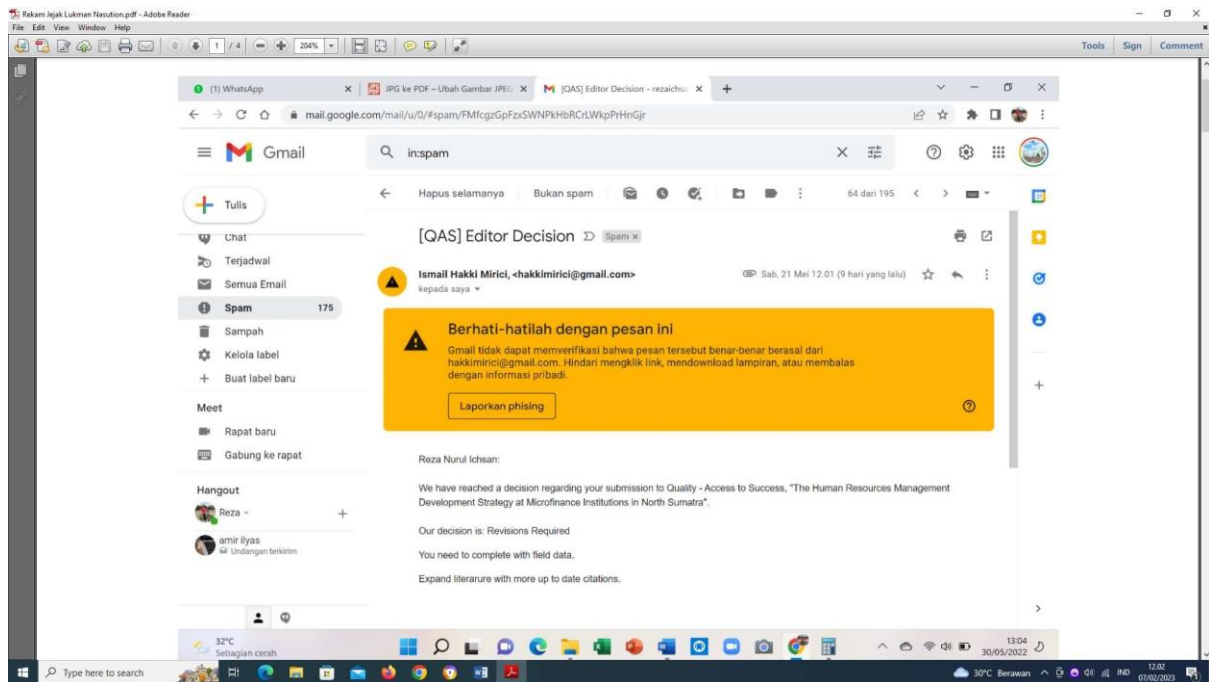 Rekam Jejak Lukman Nasution.pdf - Adobe Reader
File Edit View Window Help
1 / 4 204% Tools Sign Comment
(1) WhatsApp JPG ke PDF – Ubah Gambar JPEG [QAS] Editor Decision - rezaichsa
mail.google.com/mail/u/0/#spam/FMfcgzGpFzxSWNPkHbRCrLWkpPrHnGjr
Gmail in:spam
Tulis Hapus selamanya Bukan spam 64 dari 195
Chat
Terjadwal
Semua Email
Spam 175
Sampah
Kelola label
Buat label baru
Meet
Rapat baru
Gabung ke rapat
Hangout
Reza
amir ilyas
Undangan terkirim
[QAS] Editor Decision Spam x
Ismail Hakki Mirici, <hakkimirici@gmail.com> Sab, 21 Mei 12.01 (9 hari yang lalu)
kepada saya
Berhati-hatilah dengan pesan ini
Gmail tidak dapat memverifikasi bahwa pesan tersebut benar-benar berasal dari
hakkimirici@gmail.com. Hindari mengklik link, mendownload lampiran, atau membalas
dengan informasi pribadi.
Laporkan phising
Reza Nurul Ichsan:
We have reached a decision regarding your submission to Quality - Access to Success, "The Human Resources Management
Development Strategy at Microfinance Institutions in North Sumatra".
Our decision is: Revisions Required
You need to complete with field data.
Expand literarure with more up to date citations.
32°C
Sebagian cerah
13:04
30/05/2022
Type here to search 30°C Berawan IND 12.02
07/02/2023